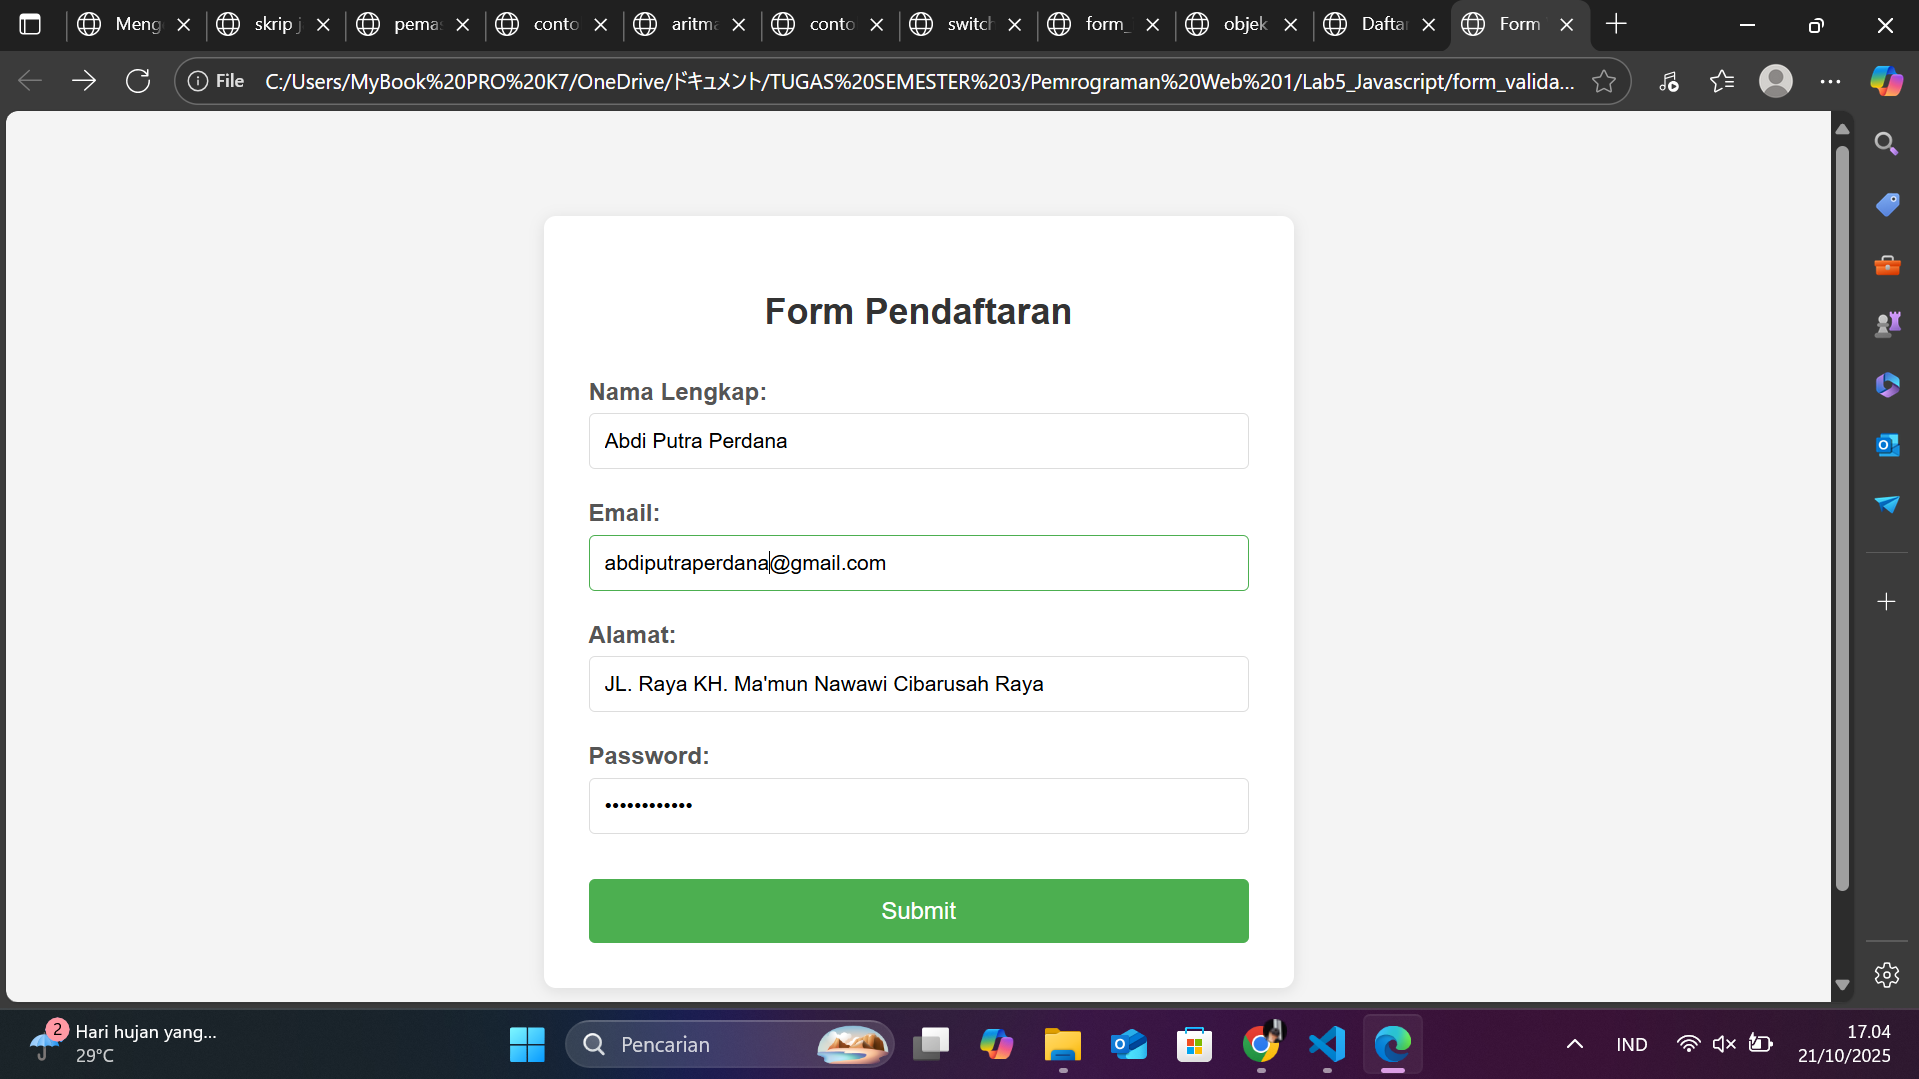 Meng
skrip j
pemas
conto
aritma
conto
switch
form_
objek
Daftar
Form
File
C:/Users/MyBook%20PRO%20K7/OneDrive/ドキュメント/TUGAS%20SEMESTER%203/Pemrograman%20Web%201/Lab5_Javascript/form_valida...
Form Pendaftaran
Nama Lengkap:
Abdi Putra Perdana
Email:
abdiputraperdana@gmail.com
Alamat:
JL. Raya KH. Ma'mun Nawawi Cibarusah Raya
Password:
••••••••••••
Submit
2
Hari hujan yang...
29°C
Pencarian
IND
17.04
21/10/2025